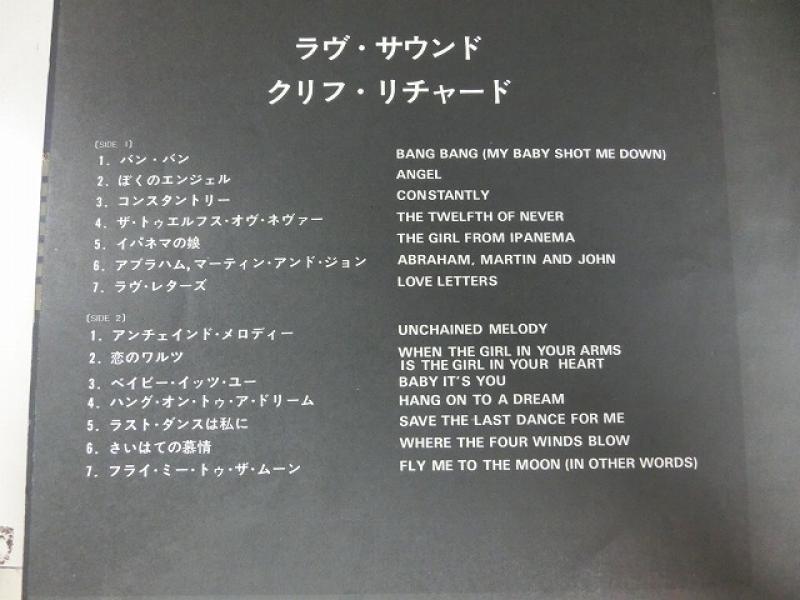 ラヴ・サウンド
クリフ・リチャード
〔SIDE 1〕
1. バン・バン BANG BANG (MY BABY SHOT ME DOWN)
2. ぼくのエンジェル ANGEL
3. コンスタントリー CONSTANTLY
4. ザ・トゥエルフス・オヴ・ネヴァー THE TWELFTH OF NEVER
5. イパネマの娘 THE GIRL FROM IPANEMA
6. アブラハム,マーティン・アンド・ジョン ABRAHAM, MARTIN AND JOHN
7. ラヴ・レターズ LOVE LETTERS
〔SIDE 2〕
1. アンチェインド・メロディー UNCHAINED MELODY
2. 恋のワルツ WHEN THE GIRL IN YOUR ARMS
IS THE GIRL IN YOUR HEART
3. ベイビー・イッツ・ユー BABY IT'S YOU
4. ハング・オン・トゥ・ア・ドリーム HANG ON TO A DREAM
5. ラスト・ダンスは私に SAVE THE LAST DANCE FOR ME
6. さいはての慕情 WHERE THE FOUR WINDS BLOW
7. フライ・ミー・トゥ・ザ・ムーン FLY ME TO THE MOON (IN OTHER WORDS)